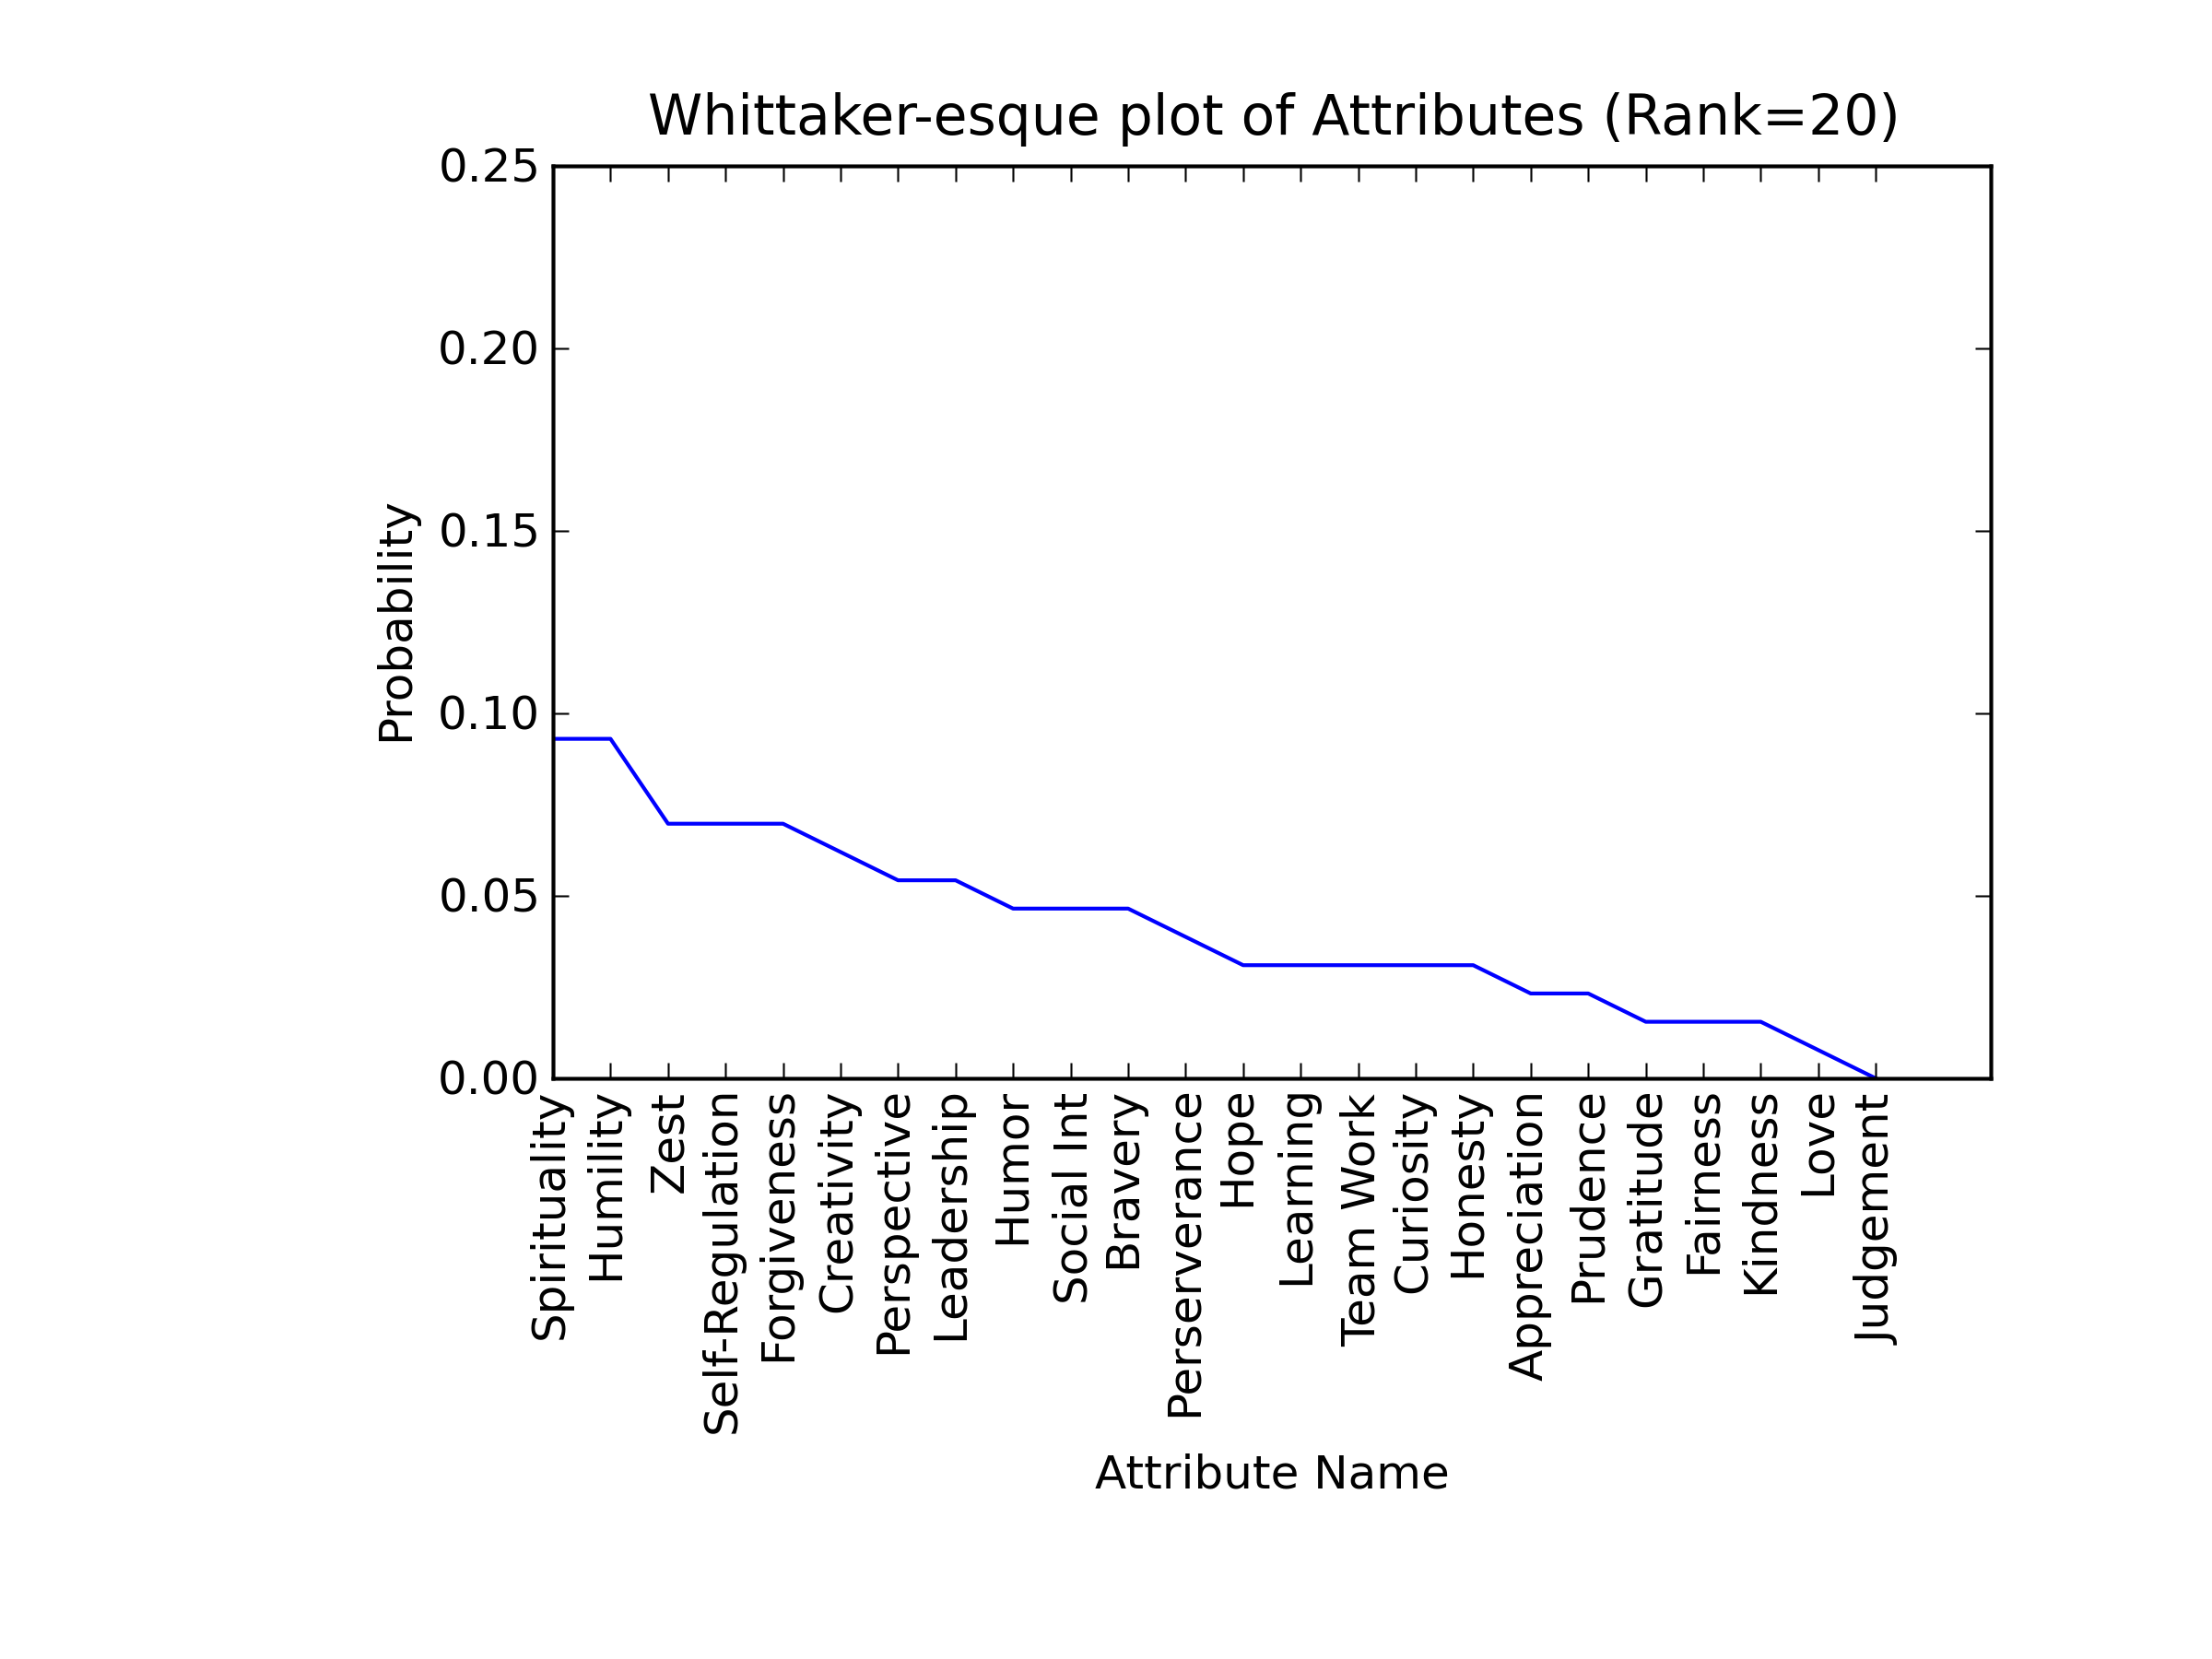 Whittaker-esque plot of Attributes (Rank=20)
0.25
0.20
0.15
0.10
0.05
0.00
Probability
Spirituality
Humility
Zest
Self-Regulation
Forgiveness
Creativity
Perspective
Leadership
Humor
Social Int
Bravery
Perserverance
Hope
Learning
Team Work
Curiosity
Honesty
Appreciation
Prudence
Gratitude
Fairness
Kindness
Love
Judgement
Attribute Name